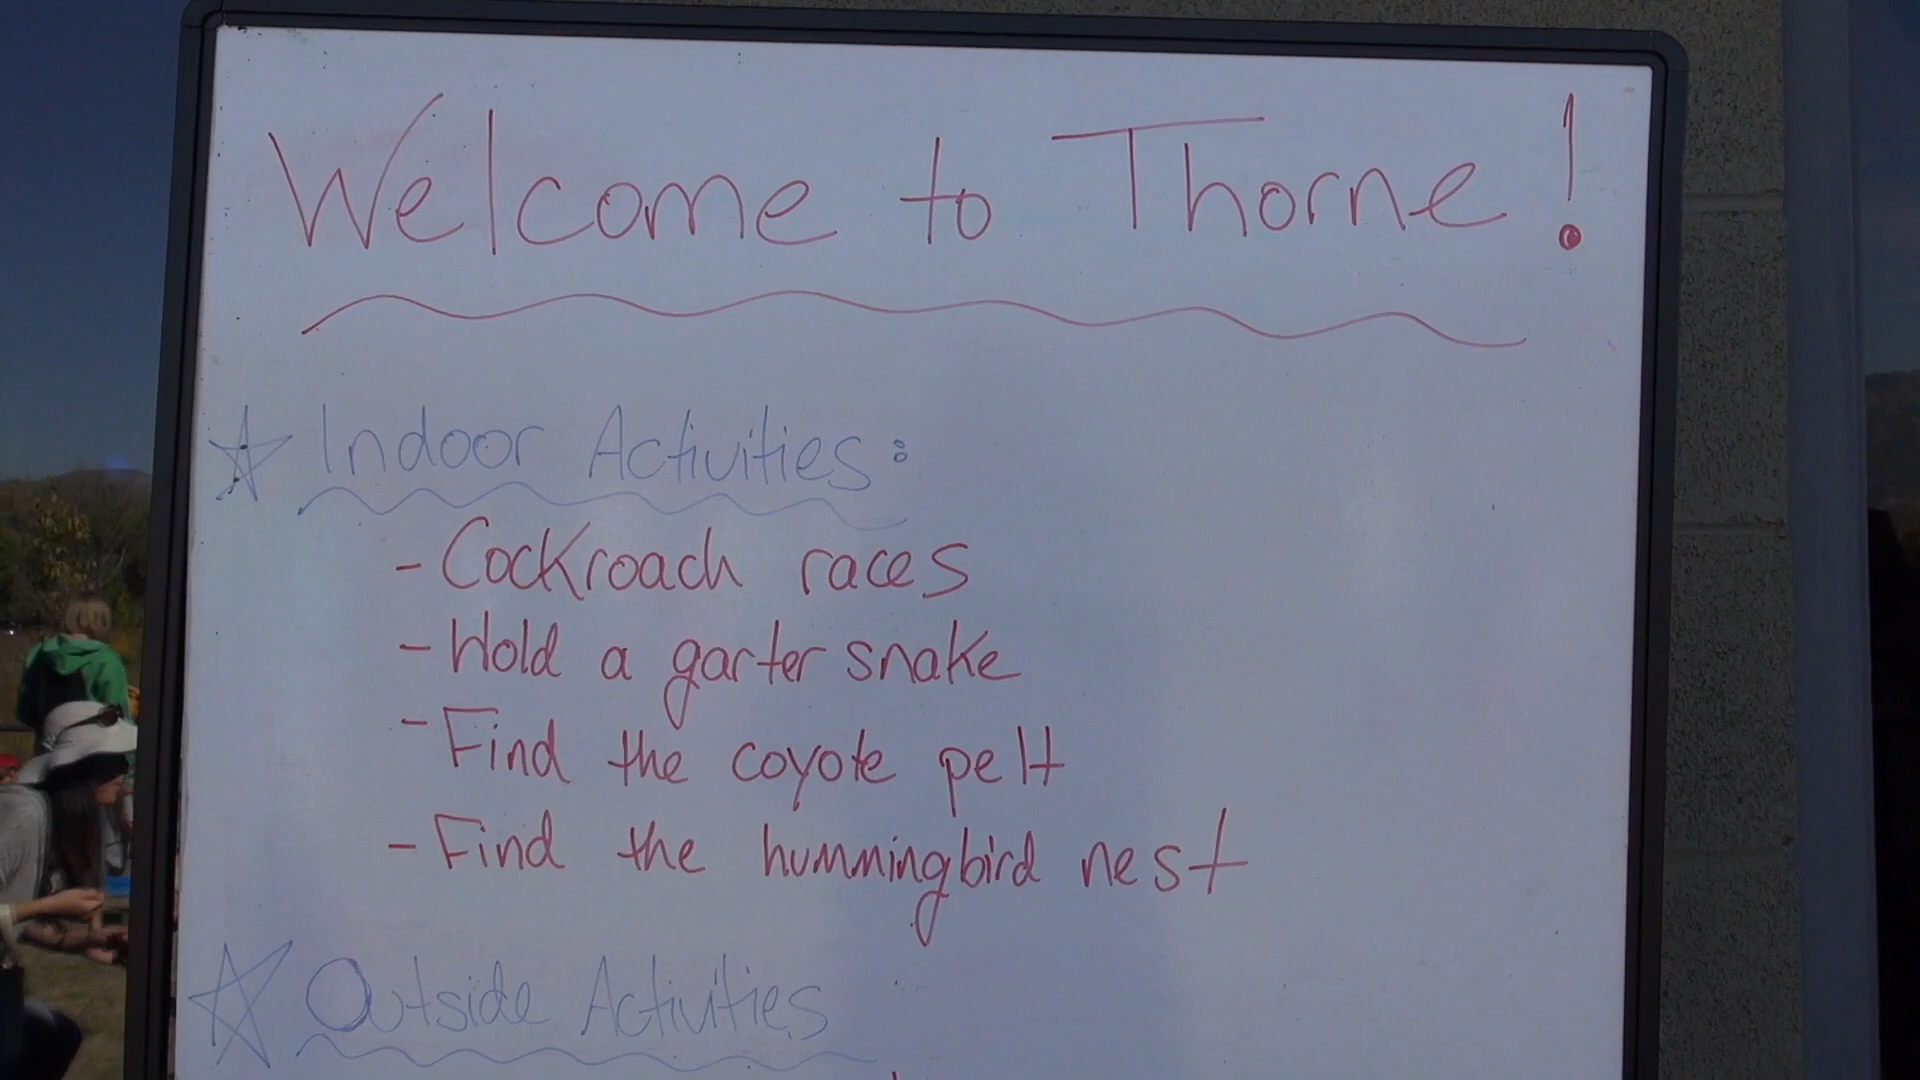 Welcome to Thorne!
Indoor Activities:
- Cockroach races
- Hold a garter snake
- Find the coyote pelt
- Find the hummingbird nest
Outside Activities